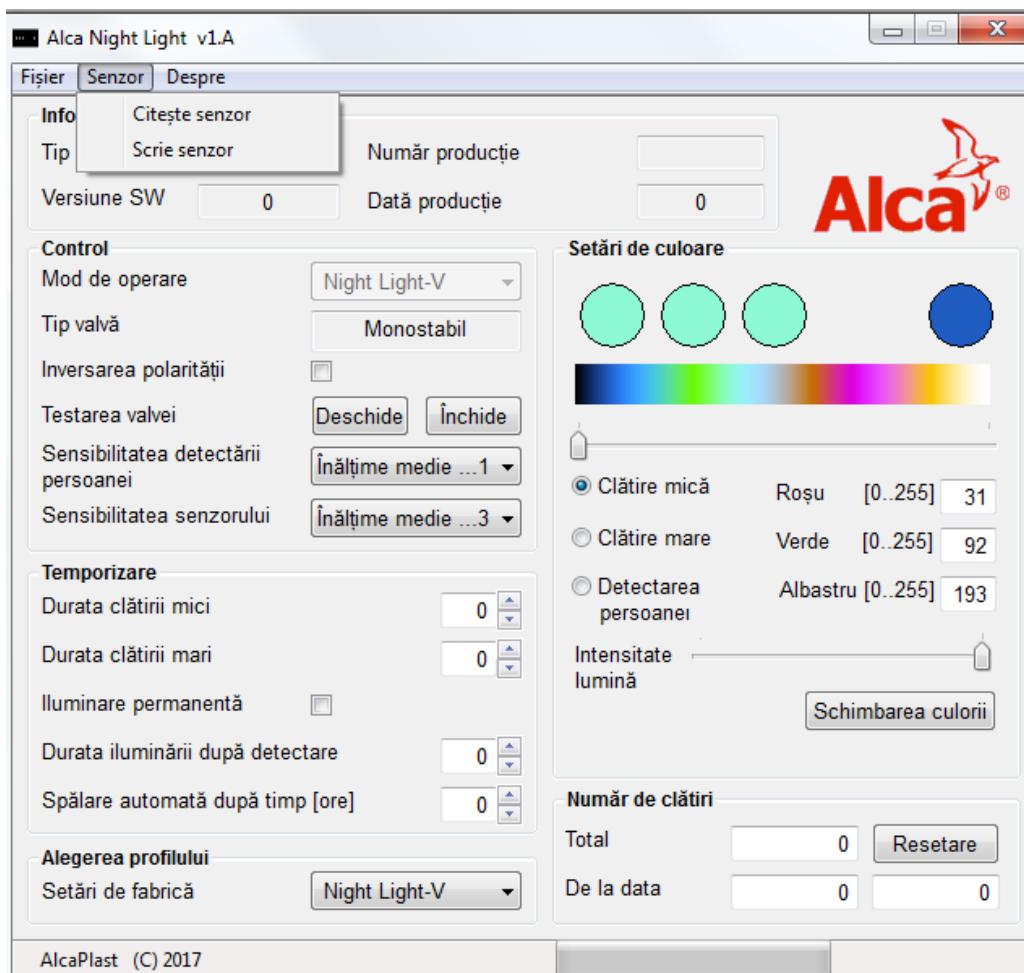 Alca Night Light v1.A
Fișier Senzor Despre
Info
Citește senzor
Scrie senzor
Tip
Număr producție
Versiune SW 0
Dată producție 0
Alca®
Control
Mod de operare Night Light-V
Tip valvă Monostabil
Inversarea polarității
Testarea valvei Deschide Închide
Sensibilitatea detectării
persoanei Înălțime medie ...1
Sensibilitatea senzorului Înălțime medie ...3
Temporizare
Durata clătirii mici 0
Durata clătirii mari 0
Iluminare permanentă
Durata iluminării după detectare 0
Spălare automată după timp [ore] 0
Alegerea profilului
Setări de fabrică Night Light-V
Setări de culoare
Clătire mică Roșu [0..255] 31
Clătire mare Verde [0..255] 92
Detectarea
persoanei Albastru [0..255] 193
Intensitate
lumină
Schimbarea culorii
Număr de clătiri
Total 0 Resetare
De la data 0 0
AlcaPlast (C) 2017